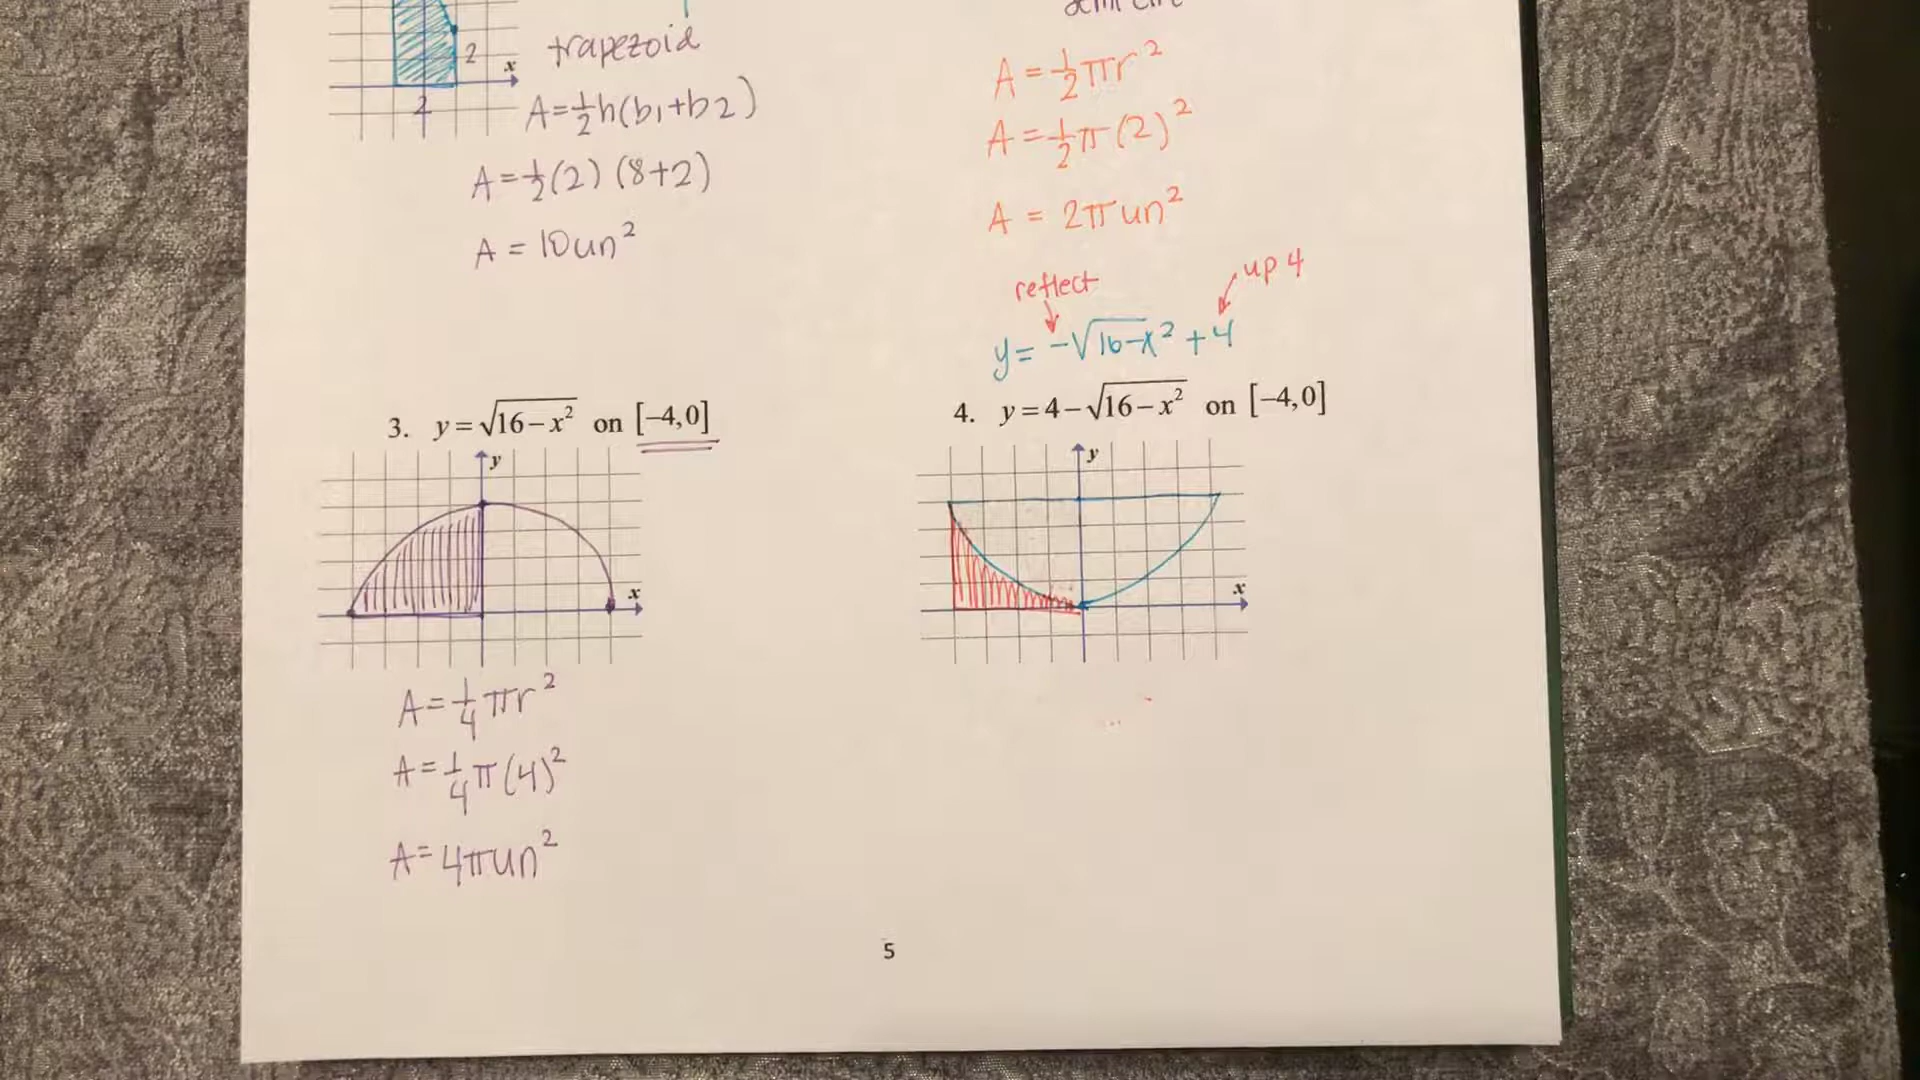 trapezoid
2
x
2
A=½h(b1+b2)
A=½(2) (8+2)
A = 10un²
A=½πr²
A=½π(2)²
A = 2πun²
reflect
up 4
y= -√16-x² +4
3. y=√16-x² on [-4,0]
y
x
A=¼πr²
A=¼π(4)²
A=4πun²
4. y=4-√16-x² on [-4,0]
y
x
5